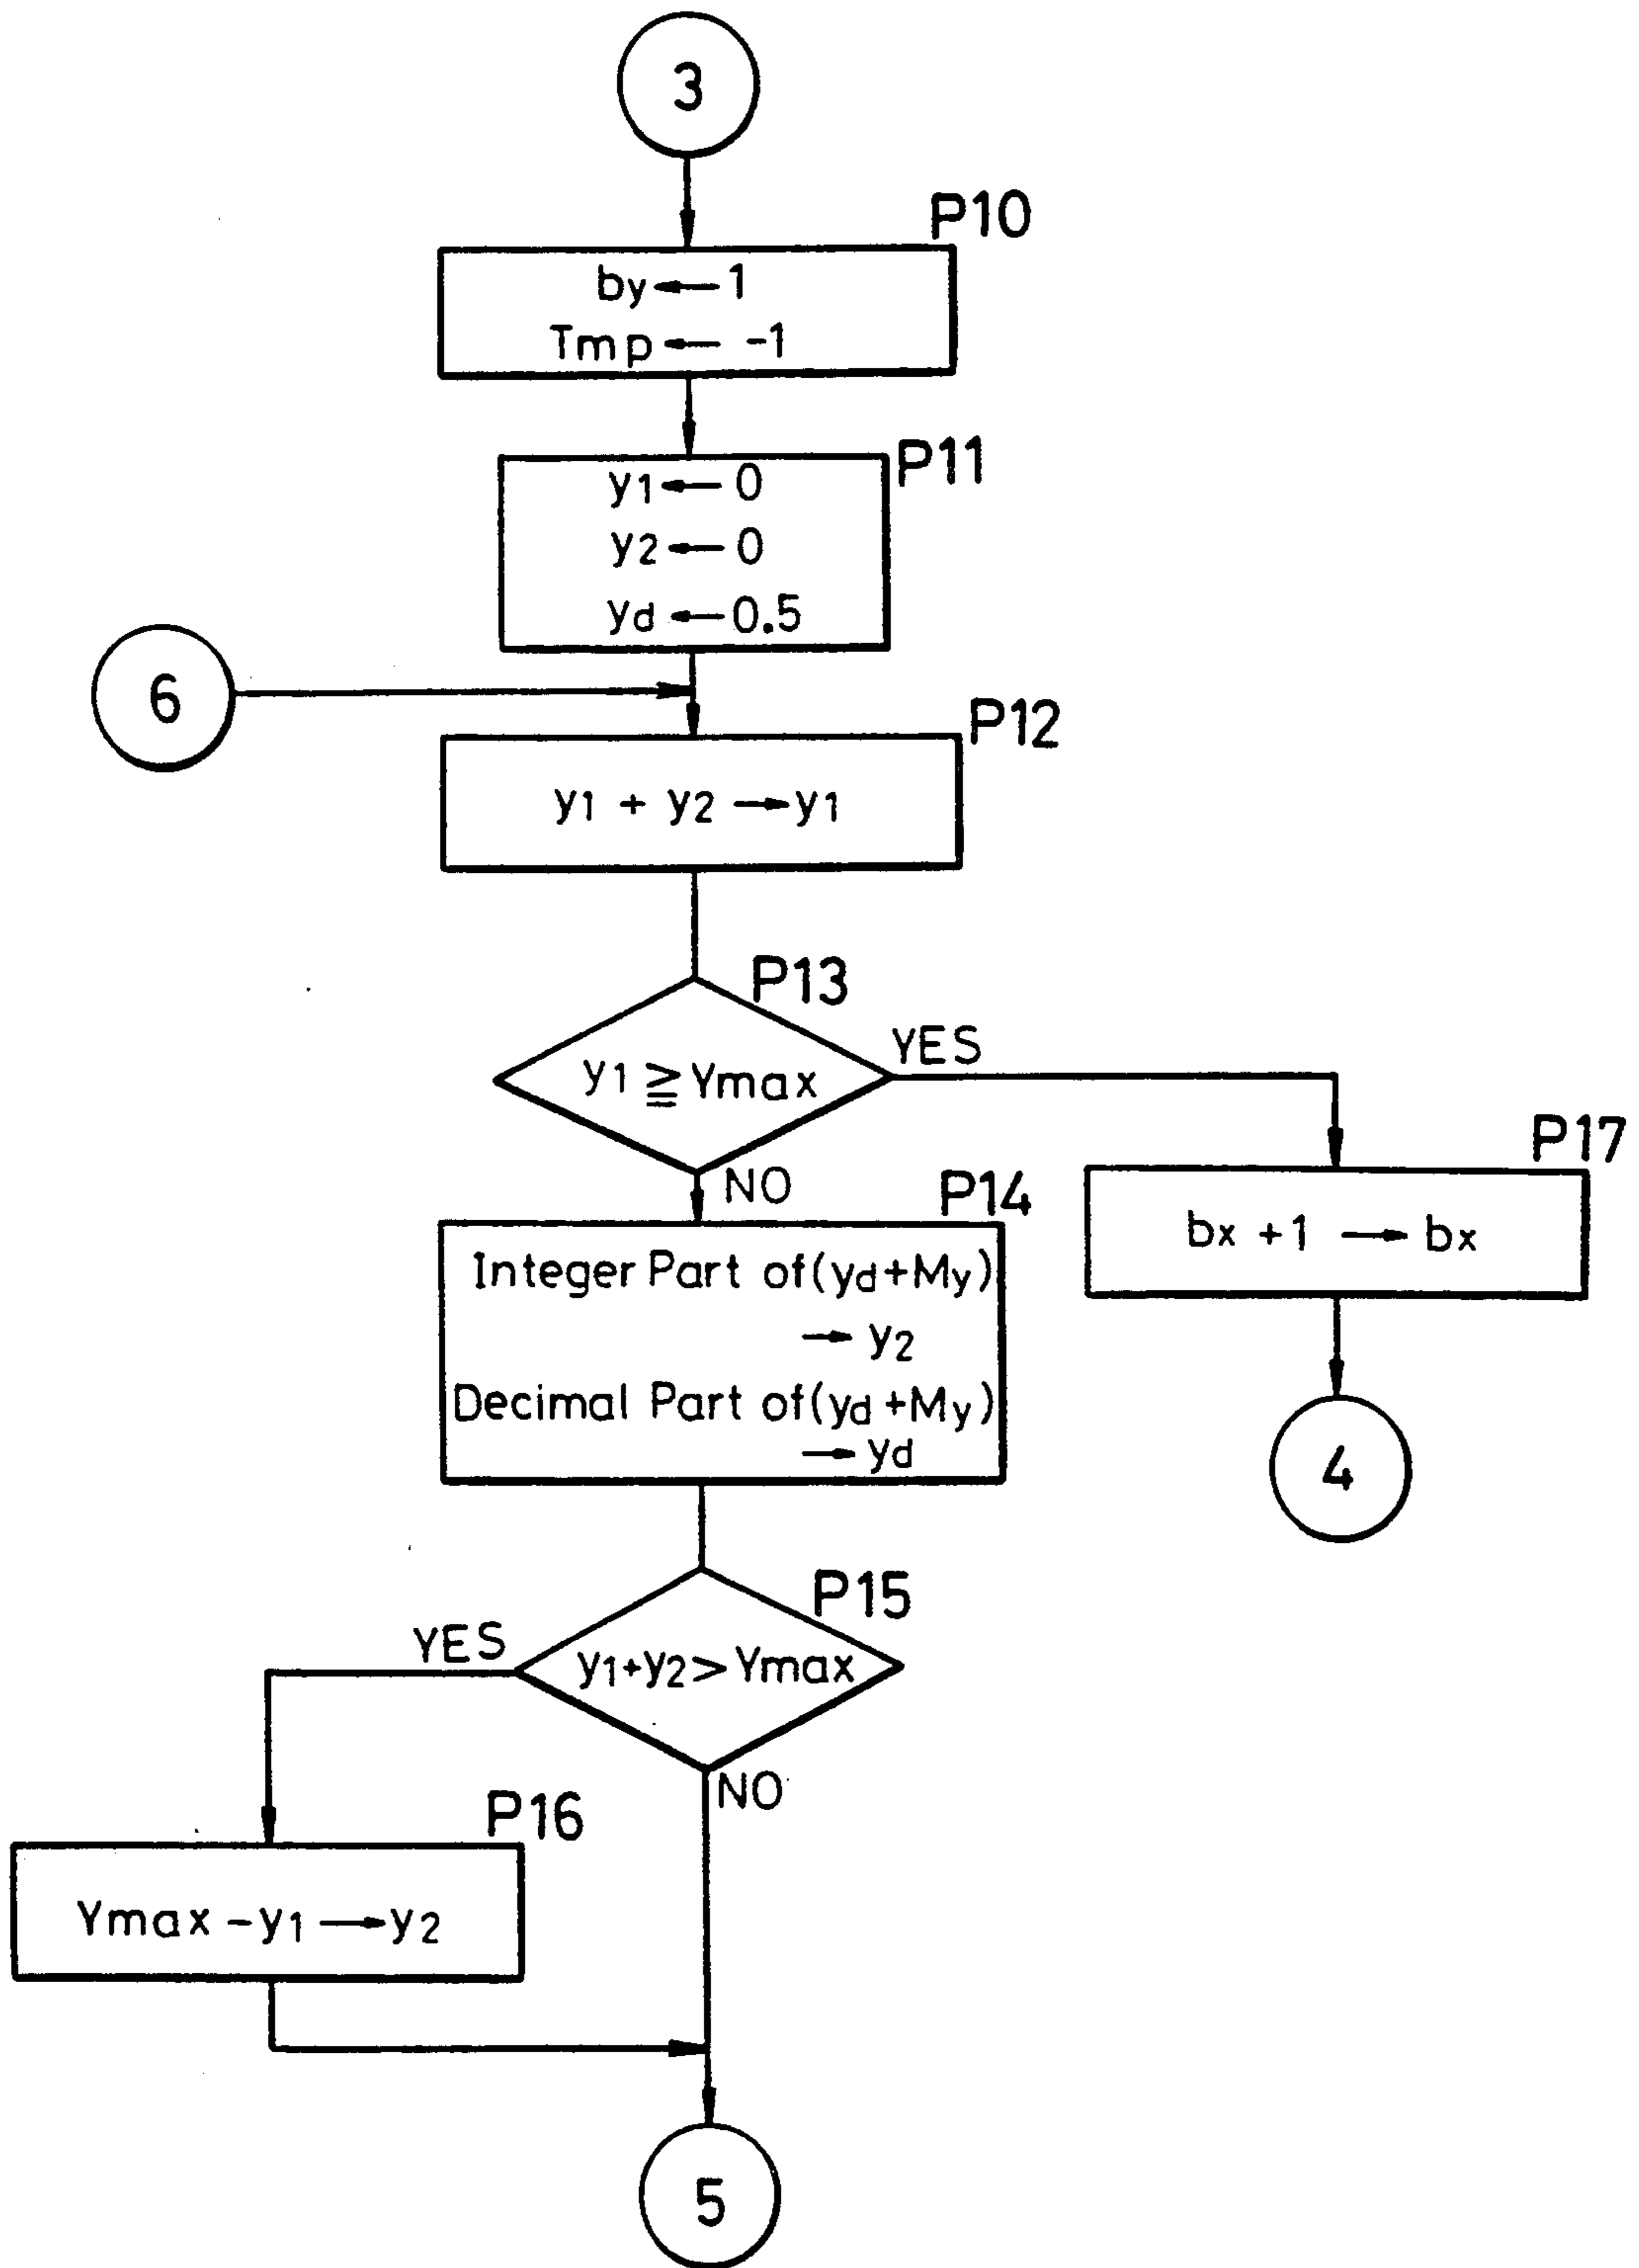 3
P10
by ← 1
Tmp ← -1
P11
y1 ← 0
y2 ← 0
yd ← 0.5
6
P12
y1 + y2 → y1
P13
y1 ≧ Ymax
YES
NO
P17
bx + 1 → bx
4
P14
Integer Part of(yd+My)
→ y2
Decimal Part of(yd+My)
→ yd
P15
y1+y2 > Ymax
YES
NO
P16
Ymax - y1 → y2
5